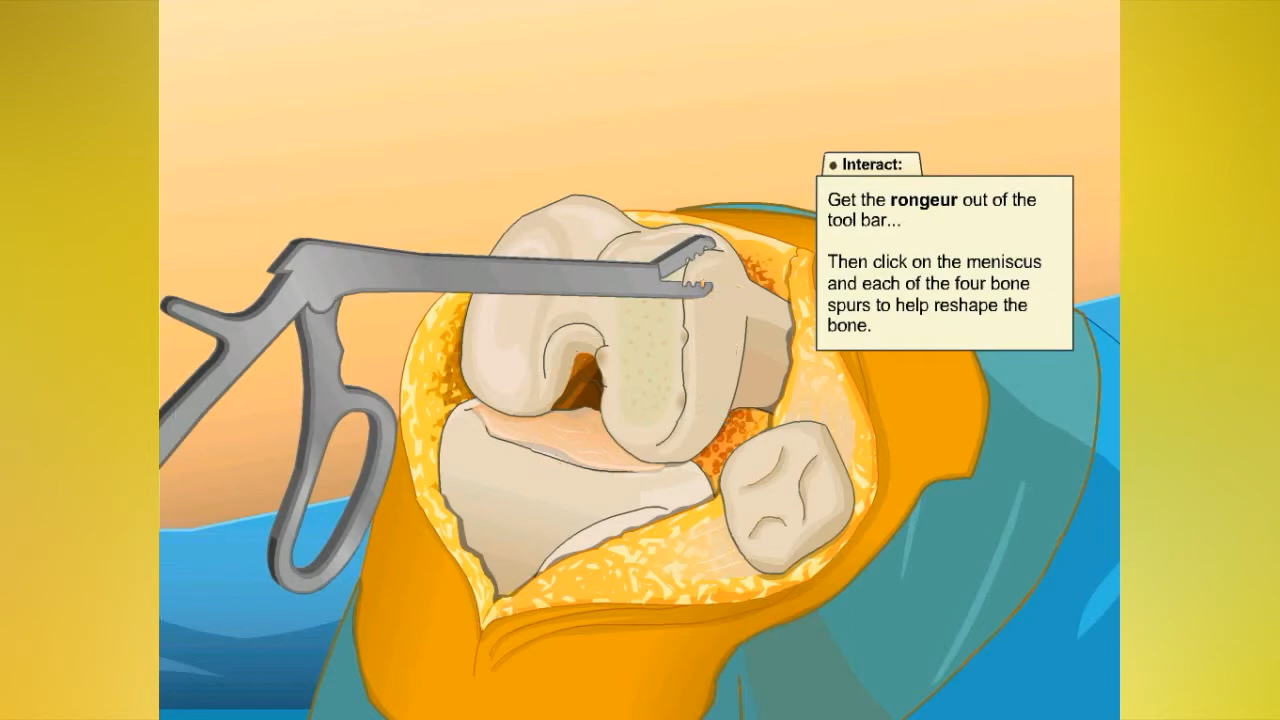 Interact:
Get the rongeur out of the
tool bar...
Then click on the meniscus
and each of the four bone
spurs to help reshape the
bone.